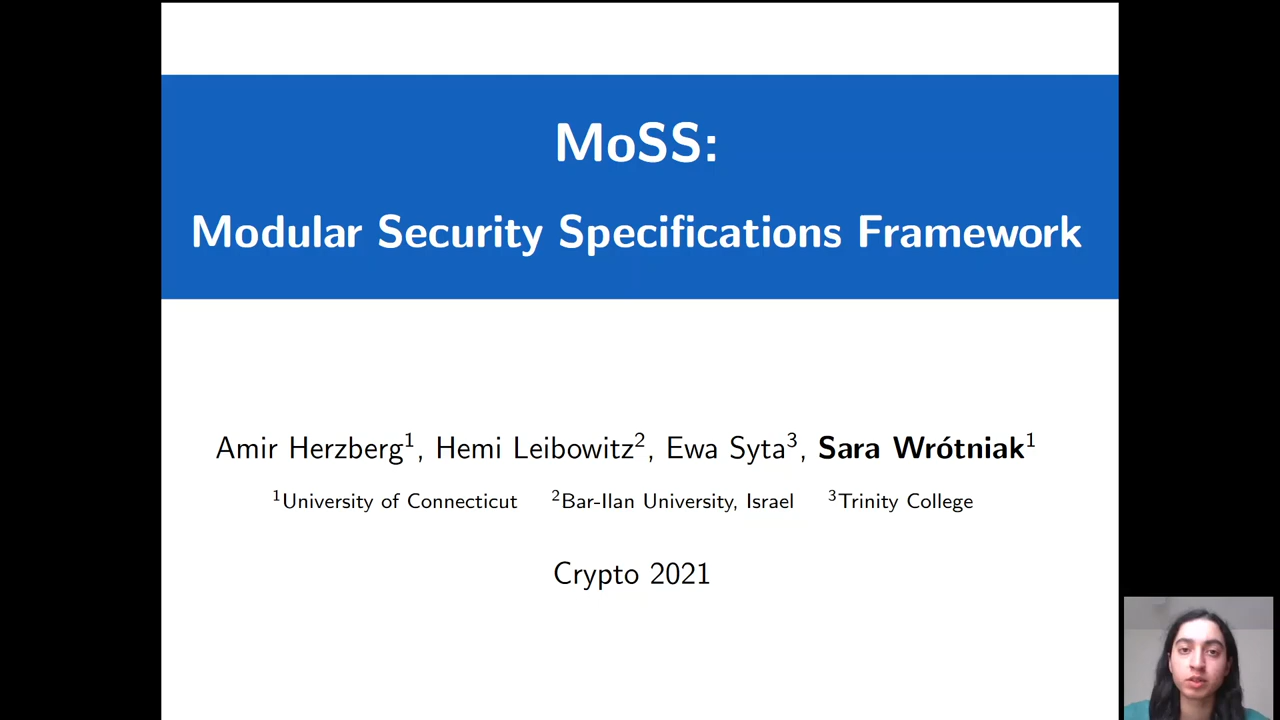 MoSS:
Modular Security Specifications Framework
Amir Herzberg¹, Hemi Leibowitz², Ewa Syta³, Sara Wrótniak¹
¹University of Connecticut ²Bar-Ilan University, Israel ³Trinity College
Crypto 2021